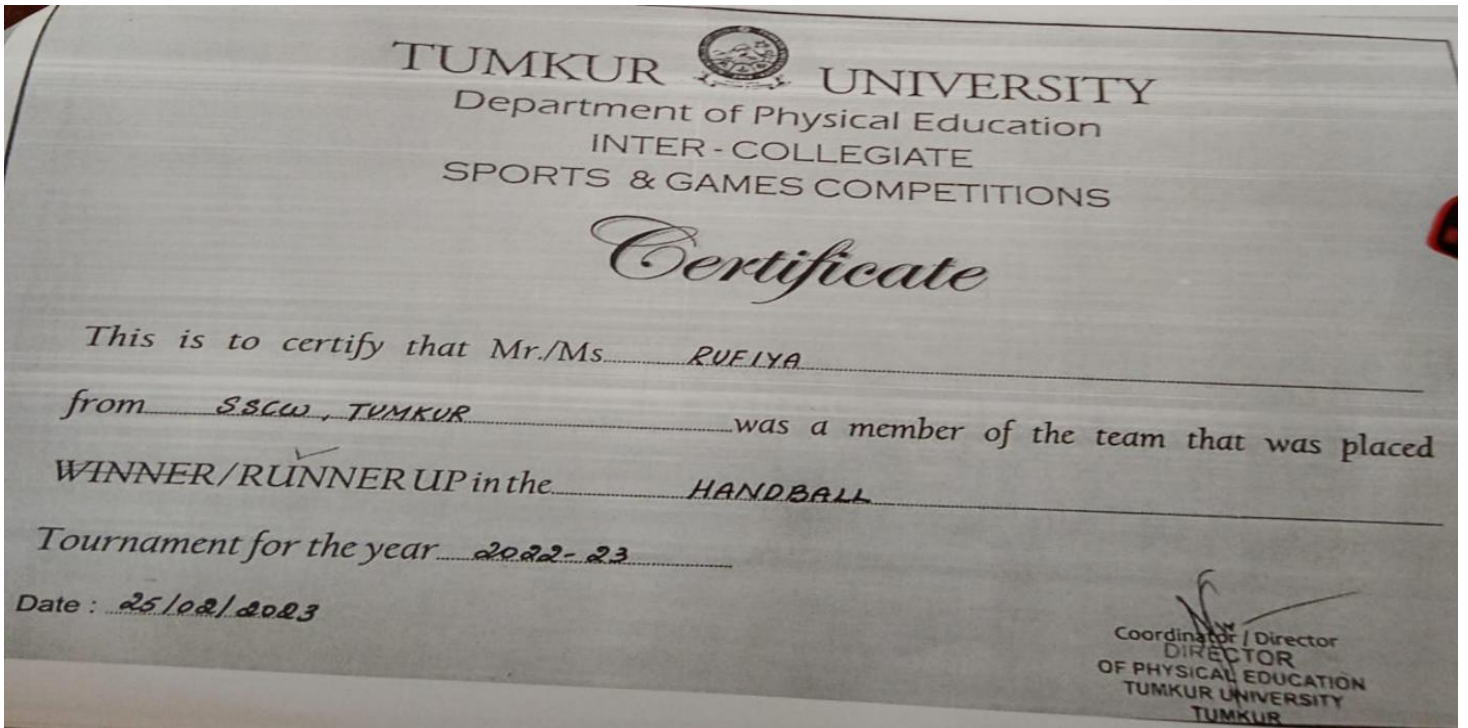 TUMKUR UNIVERSITY
Department of Physical Education
INTER - COLLEGIATE
SPORTS & GAMES COMPETITIONS
Certificate
This is to certify that Mr./Ms. RUFIYA
from SSCW, TUMKUR was a member of the team that was placed
WINNER/RUNNER UP in the HANDBALL
Tournament for the year 2022-23
Date : 25/02/2023
Coordinator / Director
DIRECTOR
OF PHYSICAL EDUCATION
TUMKUR UNIVERSITY
TUMKUR